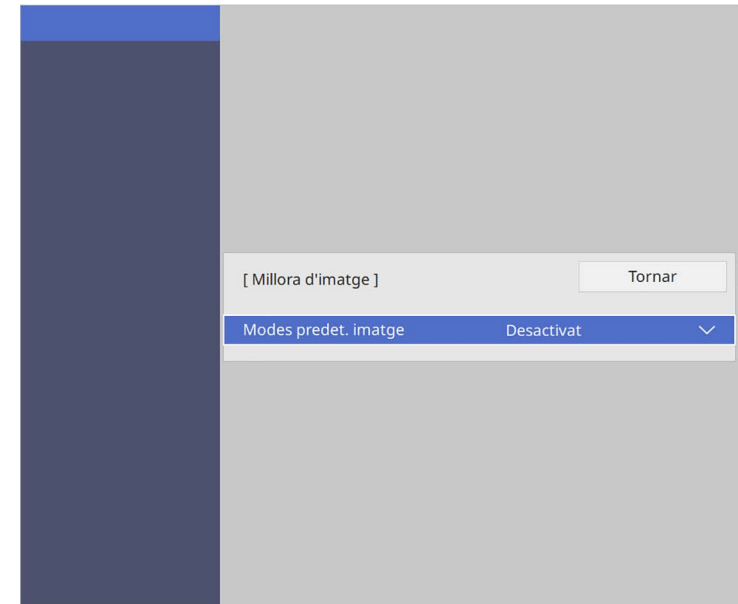 [ Millora d'imatge ]
Tornar
Modes predet. imatge
Desactivat